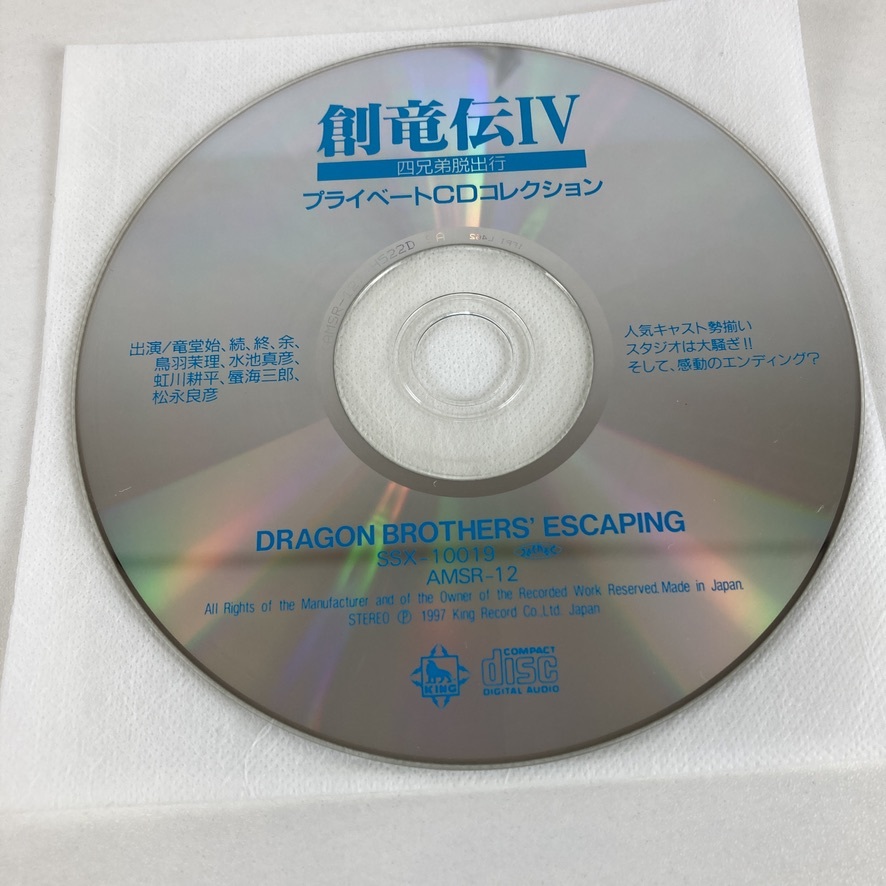 創竜伝IV
四兄弟脱出行
プライベートCDコレクション
出演/竜堂始、続、終、余、
鳥羽茉理、水池真彦、
虹川耕平、蜃海三郎、
松永良彦
人気キャスト勢揃い
スタジオは大騒ぎ!!
そして、感動のエンディング?
DRAGON BROTHERS' ESCAPING
SSX-10019
AMSR-12
All Rights of the Manufacturer and of the Owner of the Recorded Work Reserved. Made in Japan.
STEREO Ⓟ 1997 King Record Co., Ltd. Japan
KING
COMPACT
disc
DIGITAL AUDIO